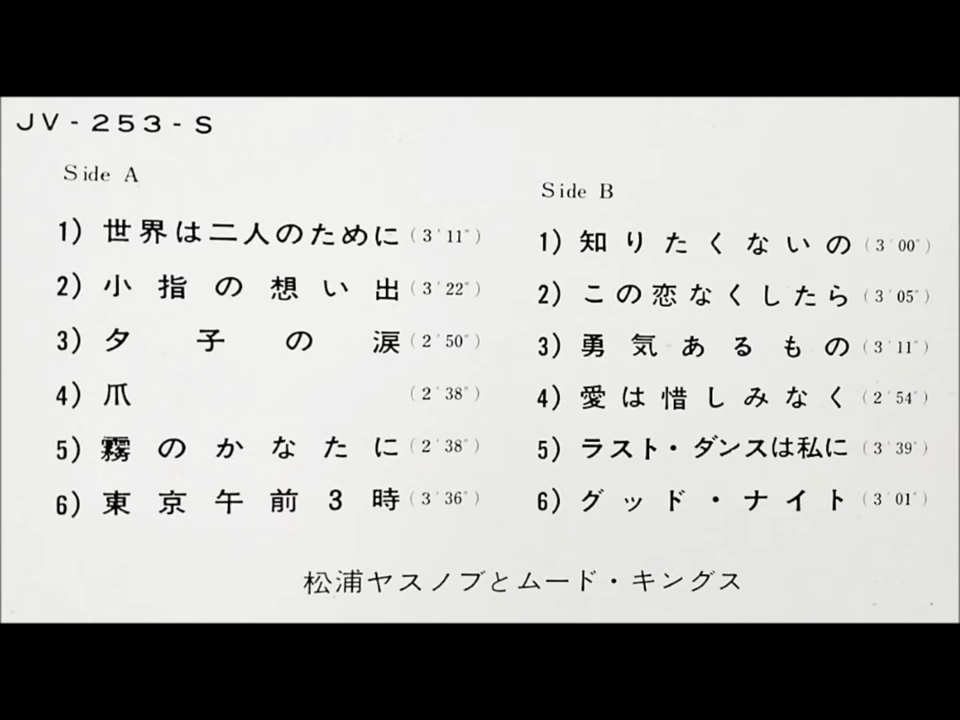 JV-253-S
Side A
1) 世界は二人のために (3'11")
2) 小指の想い出 (3'22")
3) 夕子の涙 (2'50")
4) 爪 (2'38")
5) 霧のかなたに (2'38")
6) 東京午前3時 (3'36")
Side B
1) 知りたくないの (3'00")
2) この恋なくしたら (3'05")
3) 勇気あるもの (3'11")
4) 愛は惜しみなく (2'54")
5) ラスト・ダンスは私に (3'39")
6) グッド・ナイト (3'01")
松浦ヤスノブとムード・キングス